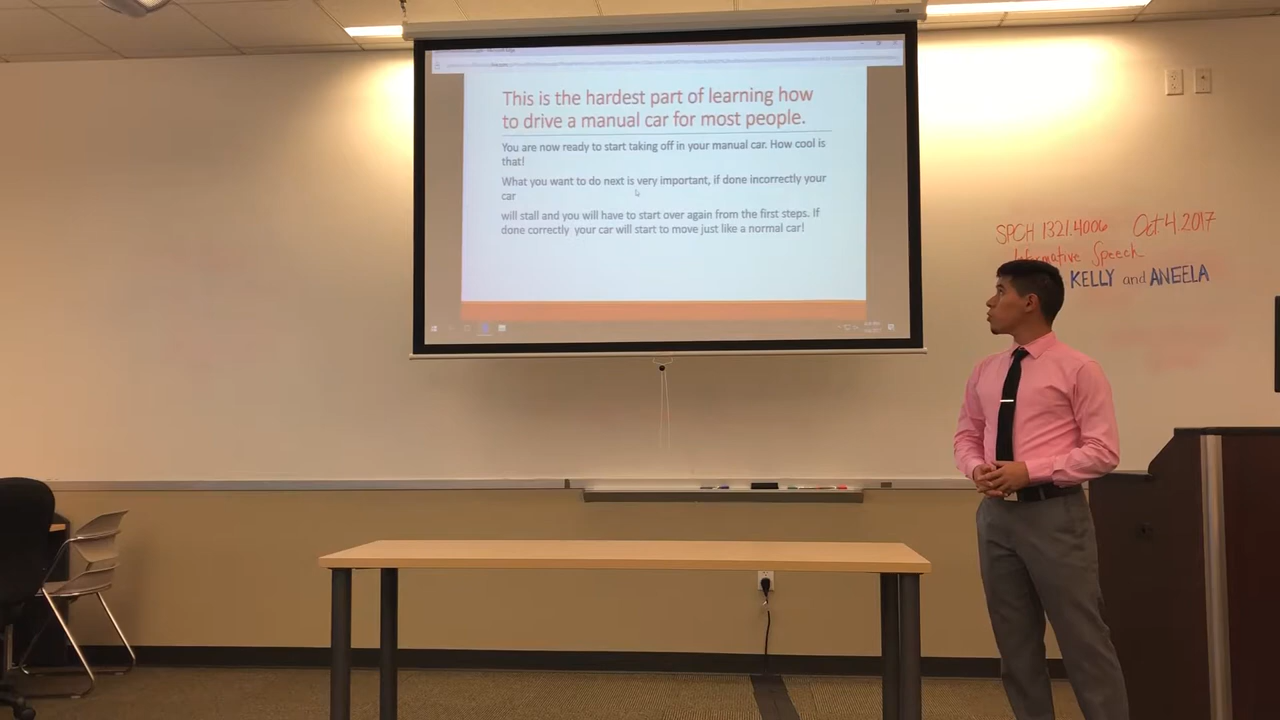 This is the hardest part of learning how
to drive a manual car for most people.
You are now ready to start taking off in your manual car. How cool is
that!
What you want to do next is very important, if done incorrectly your
car
will stall and you will have to start over again from the first steps. If
done correctly your car will start to move just like a normal car!
SPCH 1321.4006 Oct 4.2017
Informative Speech
KELLY and ANGELA